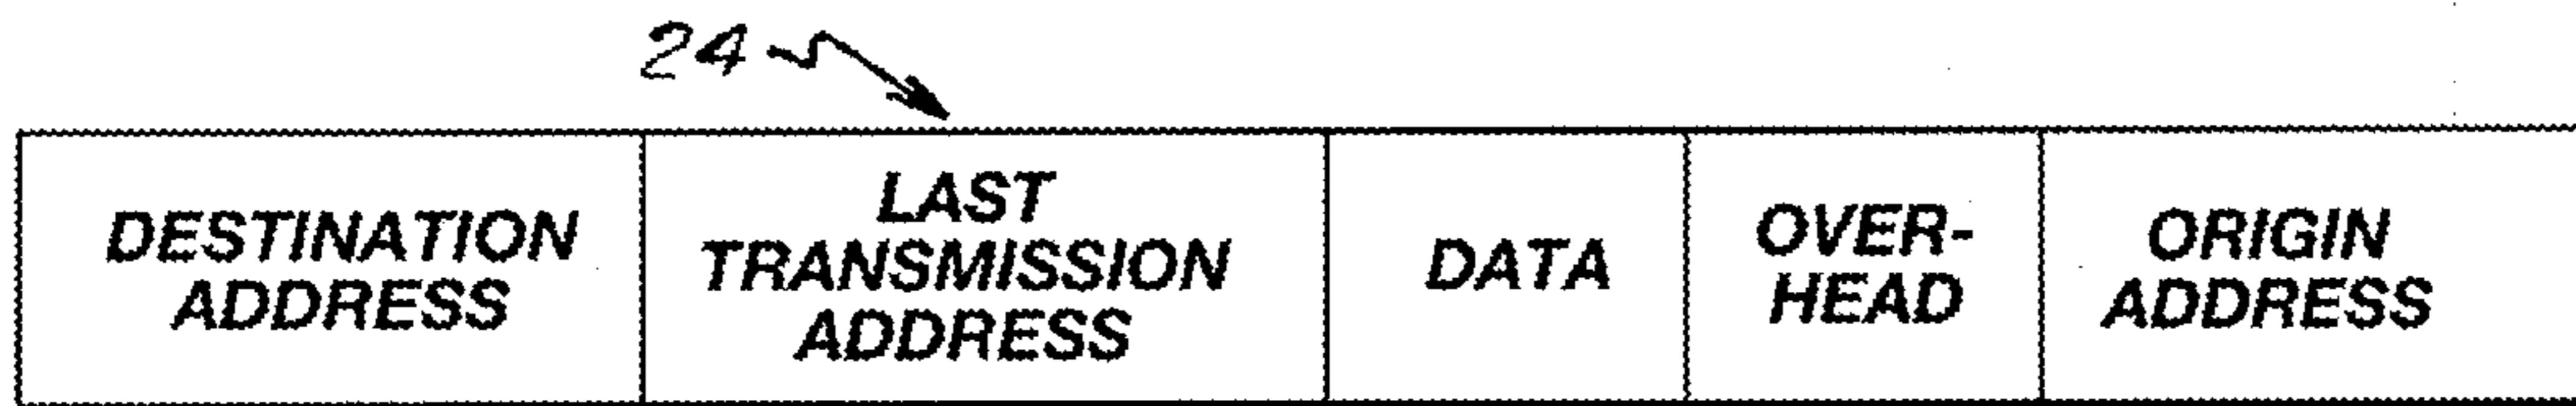 24
DESTINATION
ADDRESS
LAST
TRANSMISSION
ADDRESS
DATA
OVER-
HEAD
ORIGIN
ADDRESS